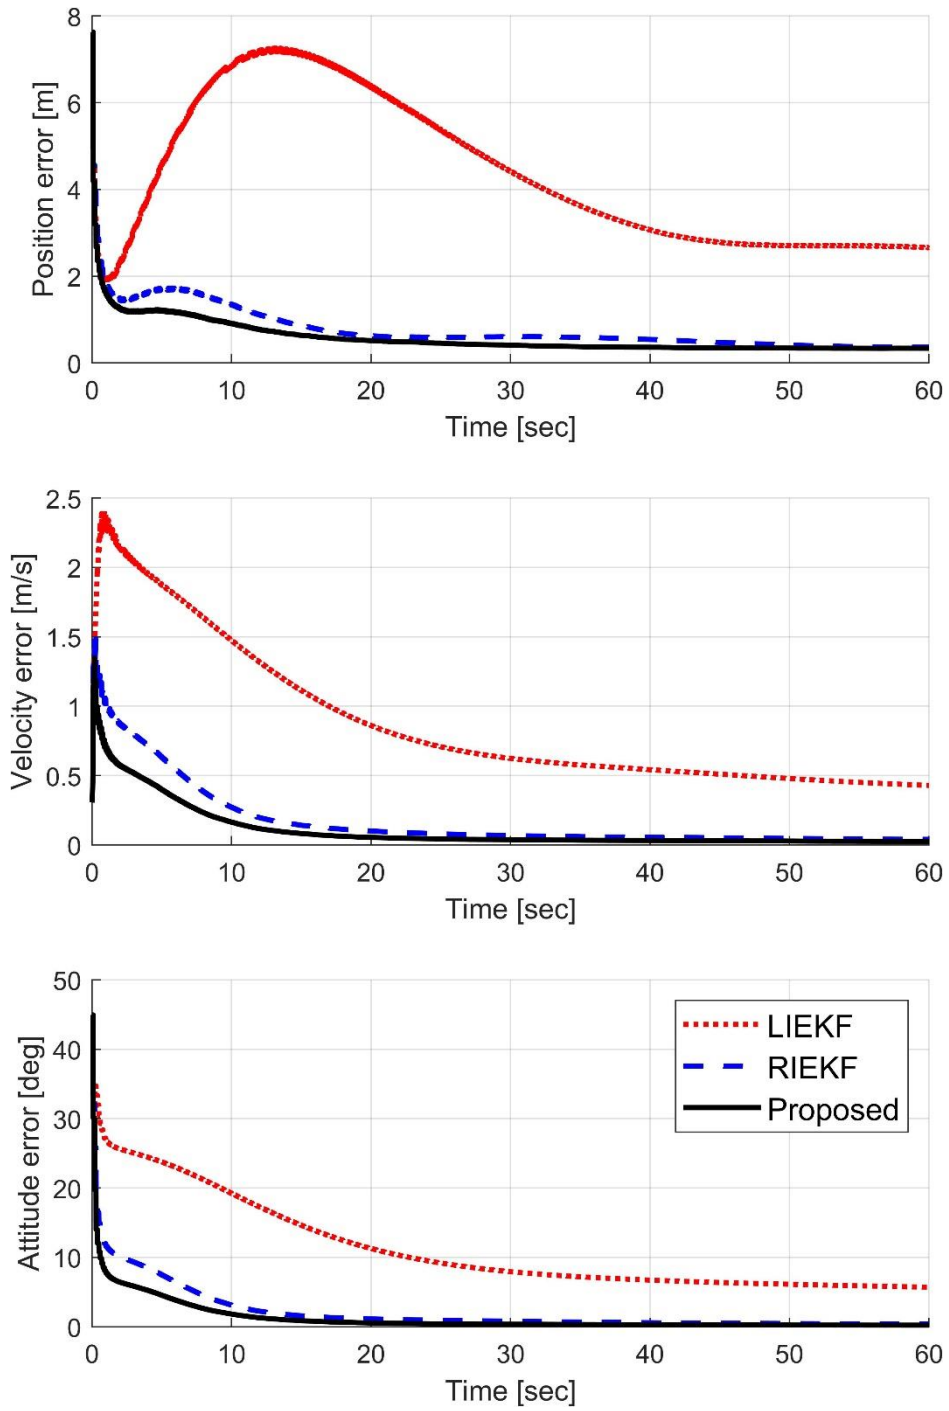 8
6
4
2
0
Position error [m]
0 10 20 30 40 50 60
Time [sec]
2.5
2
1.5
1
0.5
0
Velocity error [m/s]
0 10 20 30 40 50 60
Time [sec]
50
40
30
20
10
0
Attitude error [deg]
LIEKF
RIEKF
Proposed
0 10 20 30 40 50 60
Time [sec]